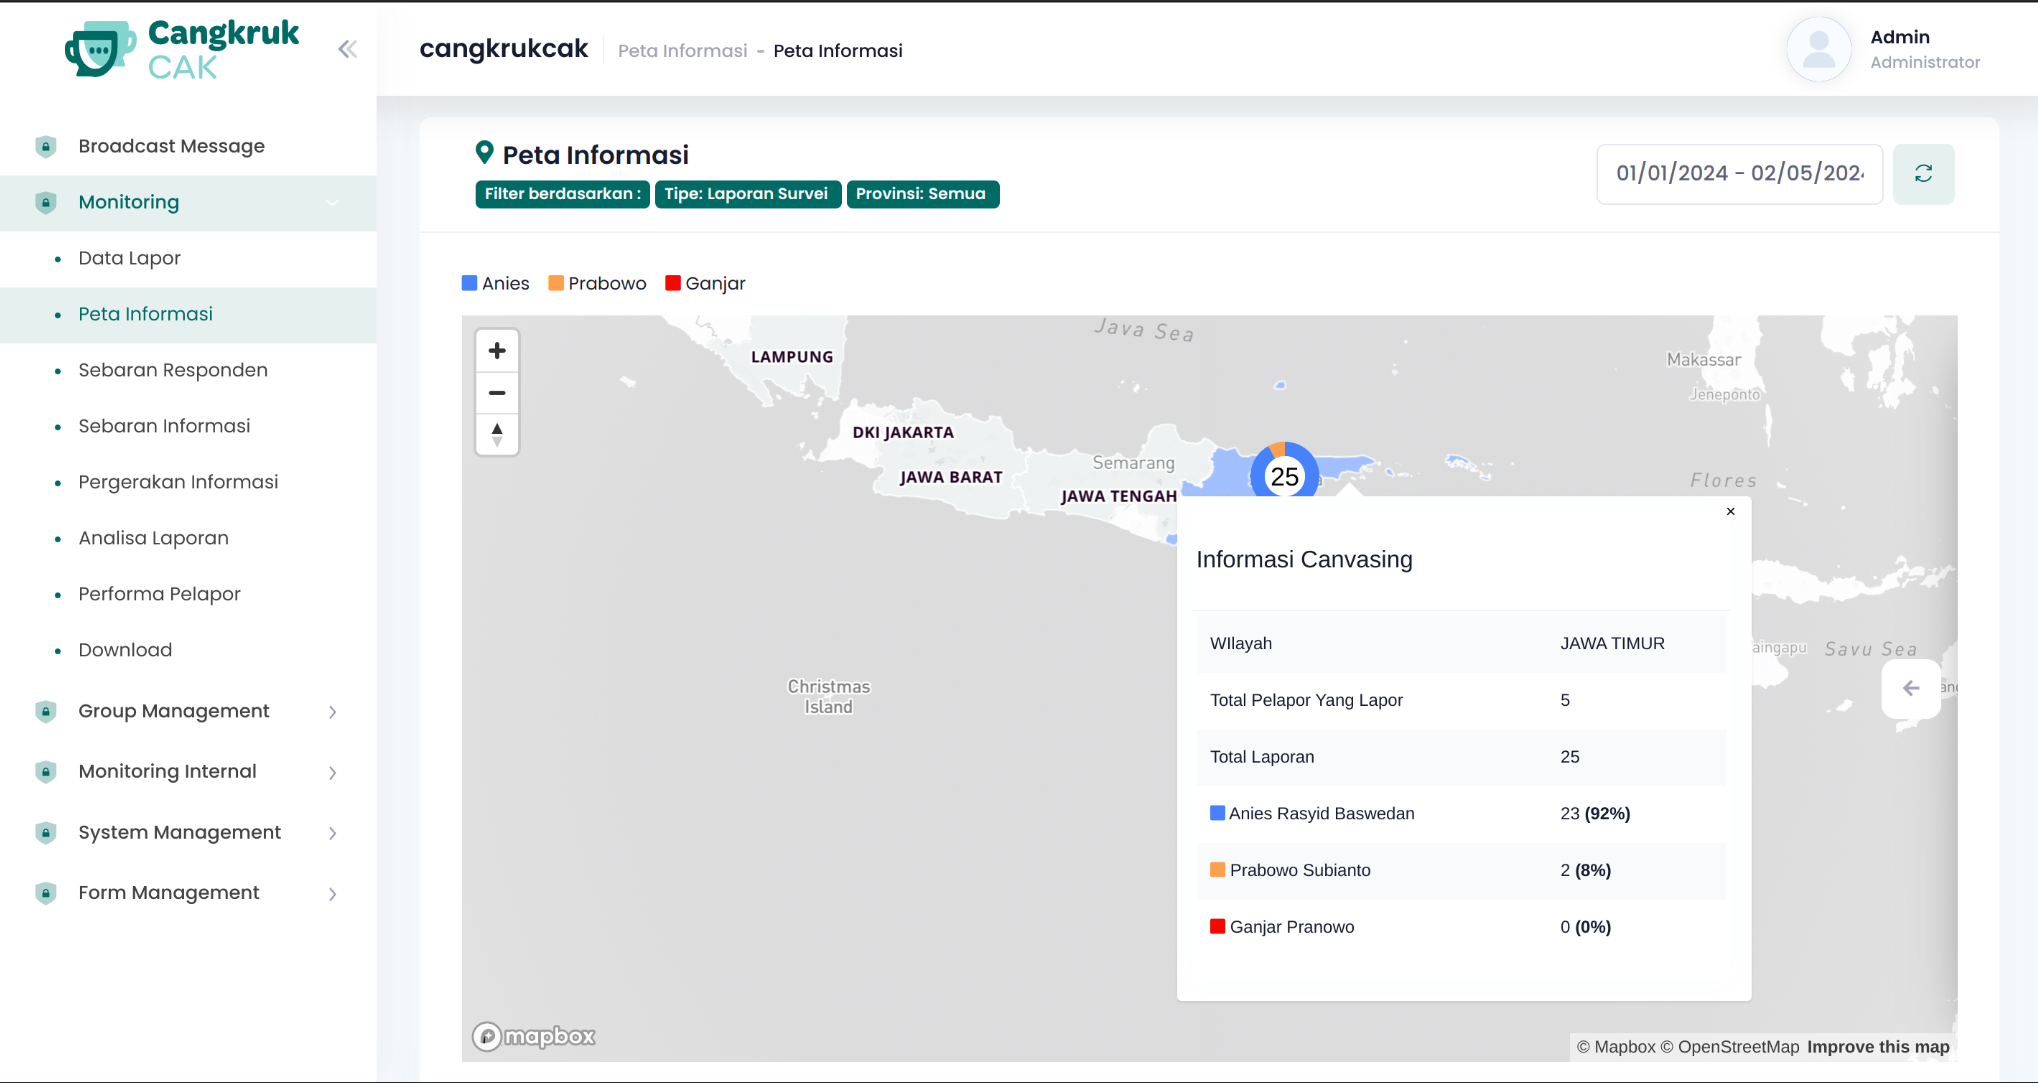 Cangkruk
CAK
cangkrukcak
Peta Informasi - Peta Informasi
Admin
Administrator
Broadcast Message
Monitoring
Data Lapor
Peta Informasi
Sebaran Responden
Sebaran Informasi
Pergerakan Informasi
Analisa Laporan
Performa Pelapor
Download
Group Management
Monitoring Internal
System Management
Form Management
Peta Informasi
Filter berdasarkan : Tipe: Laporan Survei Provinsi: Semua
01/01/2024 - 02/05/202
Anies Prabowo Ganjar
Java Sea
LAMPUNG
Makassar
Jeneponto
DKI JAKARTA
Semarang
JAWA BARAT
JAWA TENGAH
25
Flores
Christmas
Island
aingapu
Savu Sea
Informasi Canvasing
WIlayah JAWA TIMUR
Total Pelapor Yang Lapor 5
Total Laporan 25
Anies Rasyid Baswedan 23 (92%)
Prabowo Subianto 2 (8%)
Ganjar Pranowo 0 (0%)
mapbox
© Mapbox © OpenStreetMap Improve this map